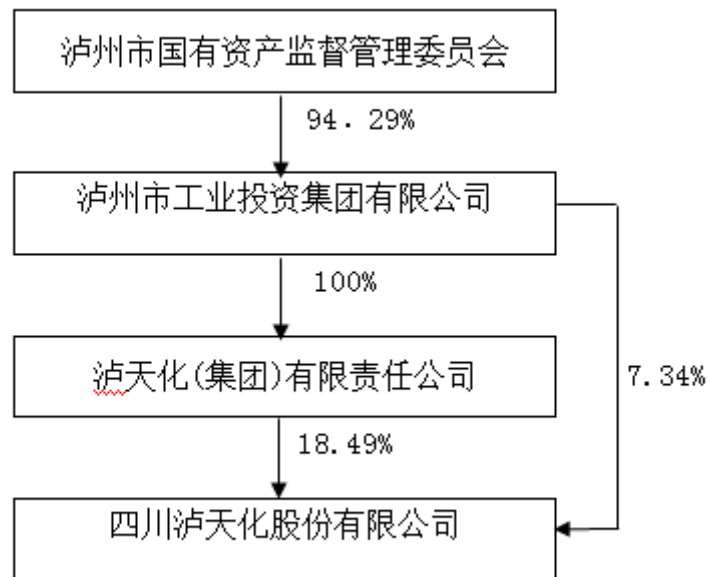 泸州市国有资产监督管理委员会
94.29%
泸州市工业投资集团有限公司
100%
泸天化(集团)有限责任公司
7.34%
18.49%
四川泸天化股份有限公司